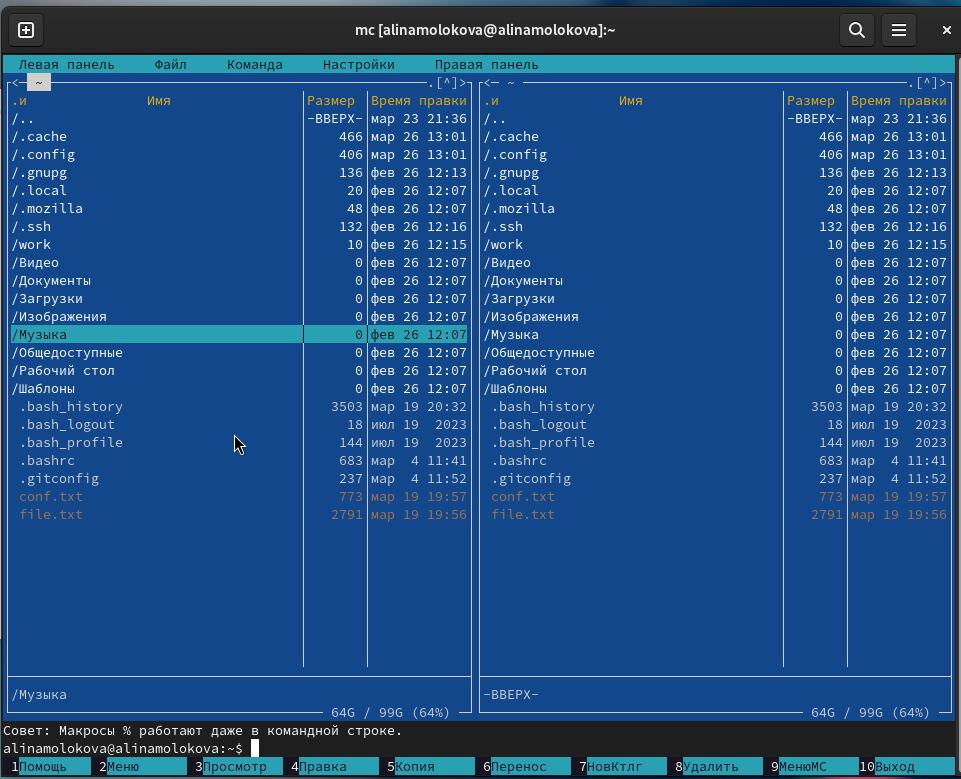 mc [alinamolokova@alinamolokova]:~
Левая панель Файл Команда Настройки Правая панель
<─ ~ .[^]> <─ ~ .[^]>
.и Имя Размер Время правки .и Имя Размер Время правки
/.. -ВВЕРХ- мар 23 21:36 /.. -ВВЕРХ- мар 23 21:36
/.cache 466 мар 26 13:01 /.cache 466 мар 26 13:01
/.config 406 мар 26 13:01 /.config 406 мар 26 13:01
/.gnupg 136 фев 26 12:13 /.gnupg 136 фев 26 12:13
/.local 20 фев 26 12:07 /.local 20 фев 26 12:07
/.mozilla 48 фев 26 12:07 /.mozilla 48 фев 26 12:07
/.ssh 132 фев 26 12:16 /.ssh 132 фев 26 12:16
/work 10 фев 26 12:15 /work 10 фев 26 12:15
/Видео 0 фев 26 12:07 /Видео 0 фев 26 12:07
/Документы 0 фев 26 12:07 /Документы 0 фев 26 12:07
/Загрузки 0 фев 26 12:07 /Загрузки 0 фев 26 12:07
/Изображения 0 фев 26 12:07 /Изображения 0 фев 26 12:07
/Музыка 0 фев 26 12:07 /Музыка 0 фев 26 12:07
/Общедоступные 0 фев 26 12:07 /Общедоступные 0 фев 26 12:07
/Рабочий стол 0 фев 26 12:07 /Рабочий стол 0 фев 26 12:07
/Шаблоны 0 фев 26 12:07 /Шаблоны 0 фев 26 12:07
.bash_history 3503 мар 19 20:32 .bash_history 3503 мар 19 20:32
.bash_logout 18 июл 19 2023 .bash_logout 18 июл 19 2023
.bash_profile 144 июл 19 2023 .bash_profile 144 июл 19 2023
.bashrc 683 мар 4 11:41 .bashrc 683 мар 4 11:41
.gitconfig 237 мар 4 11:52 .gitconfig 237 мар 4 11:52
conf.txt 773 мар 19 19:57 conf.txt 773 мар 19 19:57
file.txt 2791 мар 19 19:56 file.txt 2791 мар 19 19:56
/Музыка -ВВЕРХ-
64G / 99G (64%) 64G / 99G (64%)
Совет: Макросы % работают даже в командной строке.
alinamolokova@alinamolokova:~$
1Помощь 2Меню 3Просмотр 4Правка 5Копия 6Перенос 7НовКтлг 8Удалить 9МенюМС 10Выход